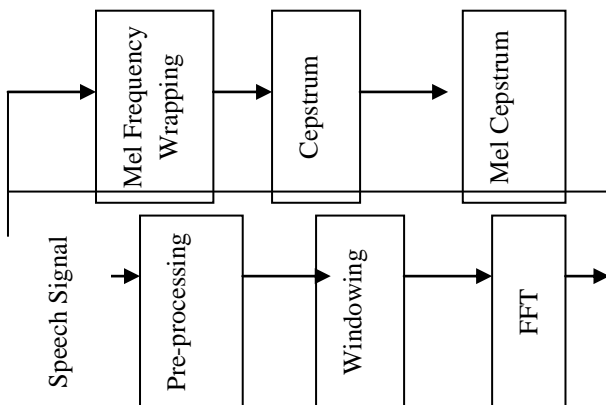 Speech Signal
Pre-processing
Windowing
FFT
Mel Frequency
Wrapping
Cepstrum
Mel Cepstrum